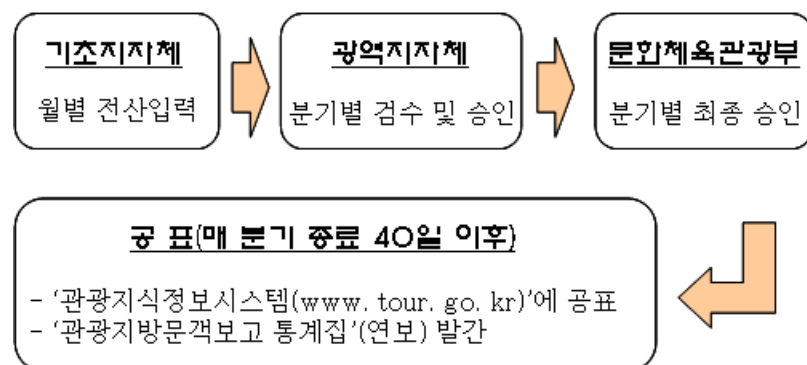 기초지자체
월별 전산입력
광역지자체
분기별 검수 및 승인
문화체육관광부
분기별 최종 승인
공 표(매 분기 종료 40일 이후)
- ‘관광지식정보시스템(www. tour. go. kr)’에 공표
- ‘관광지방문객보고 통계집’(연보) 발간